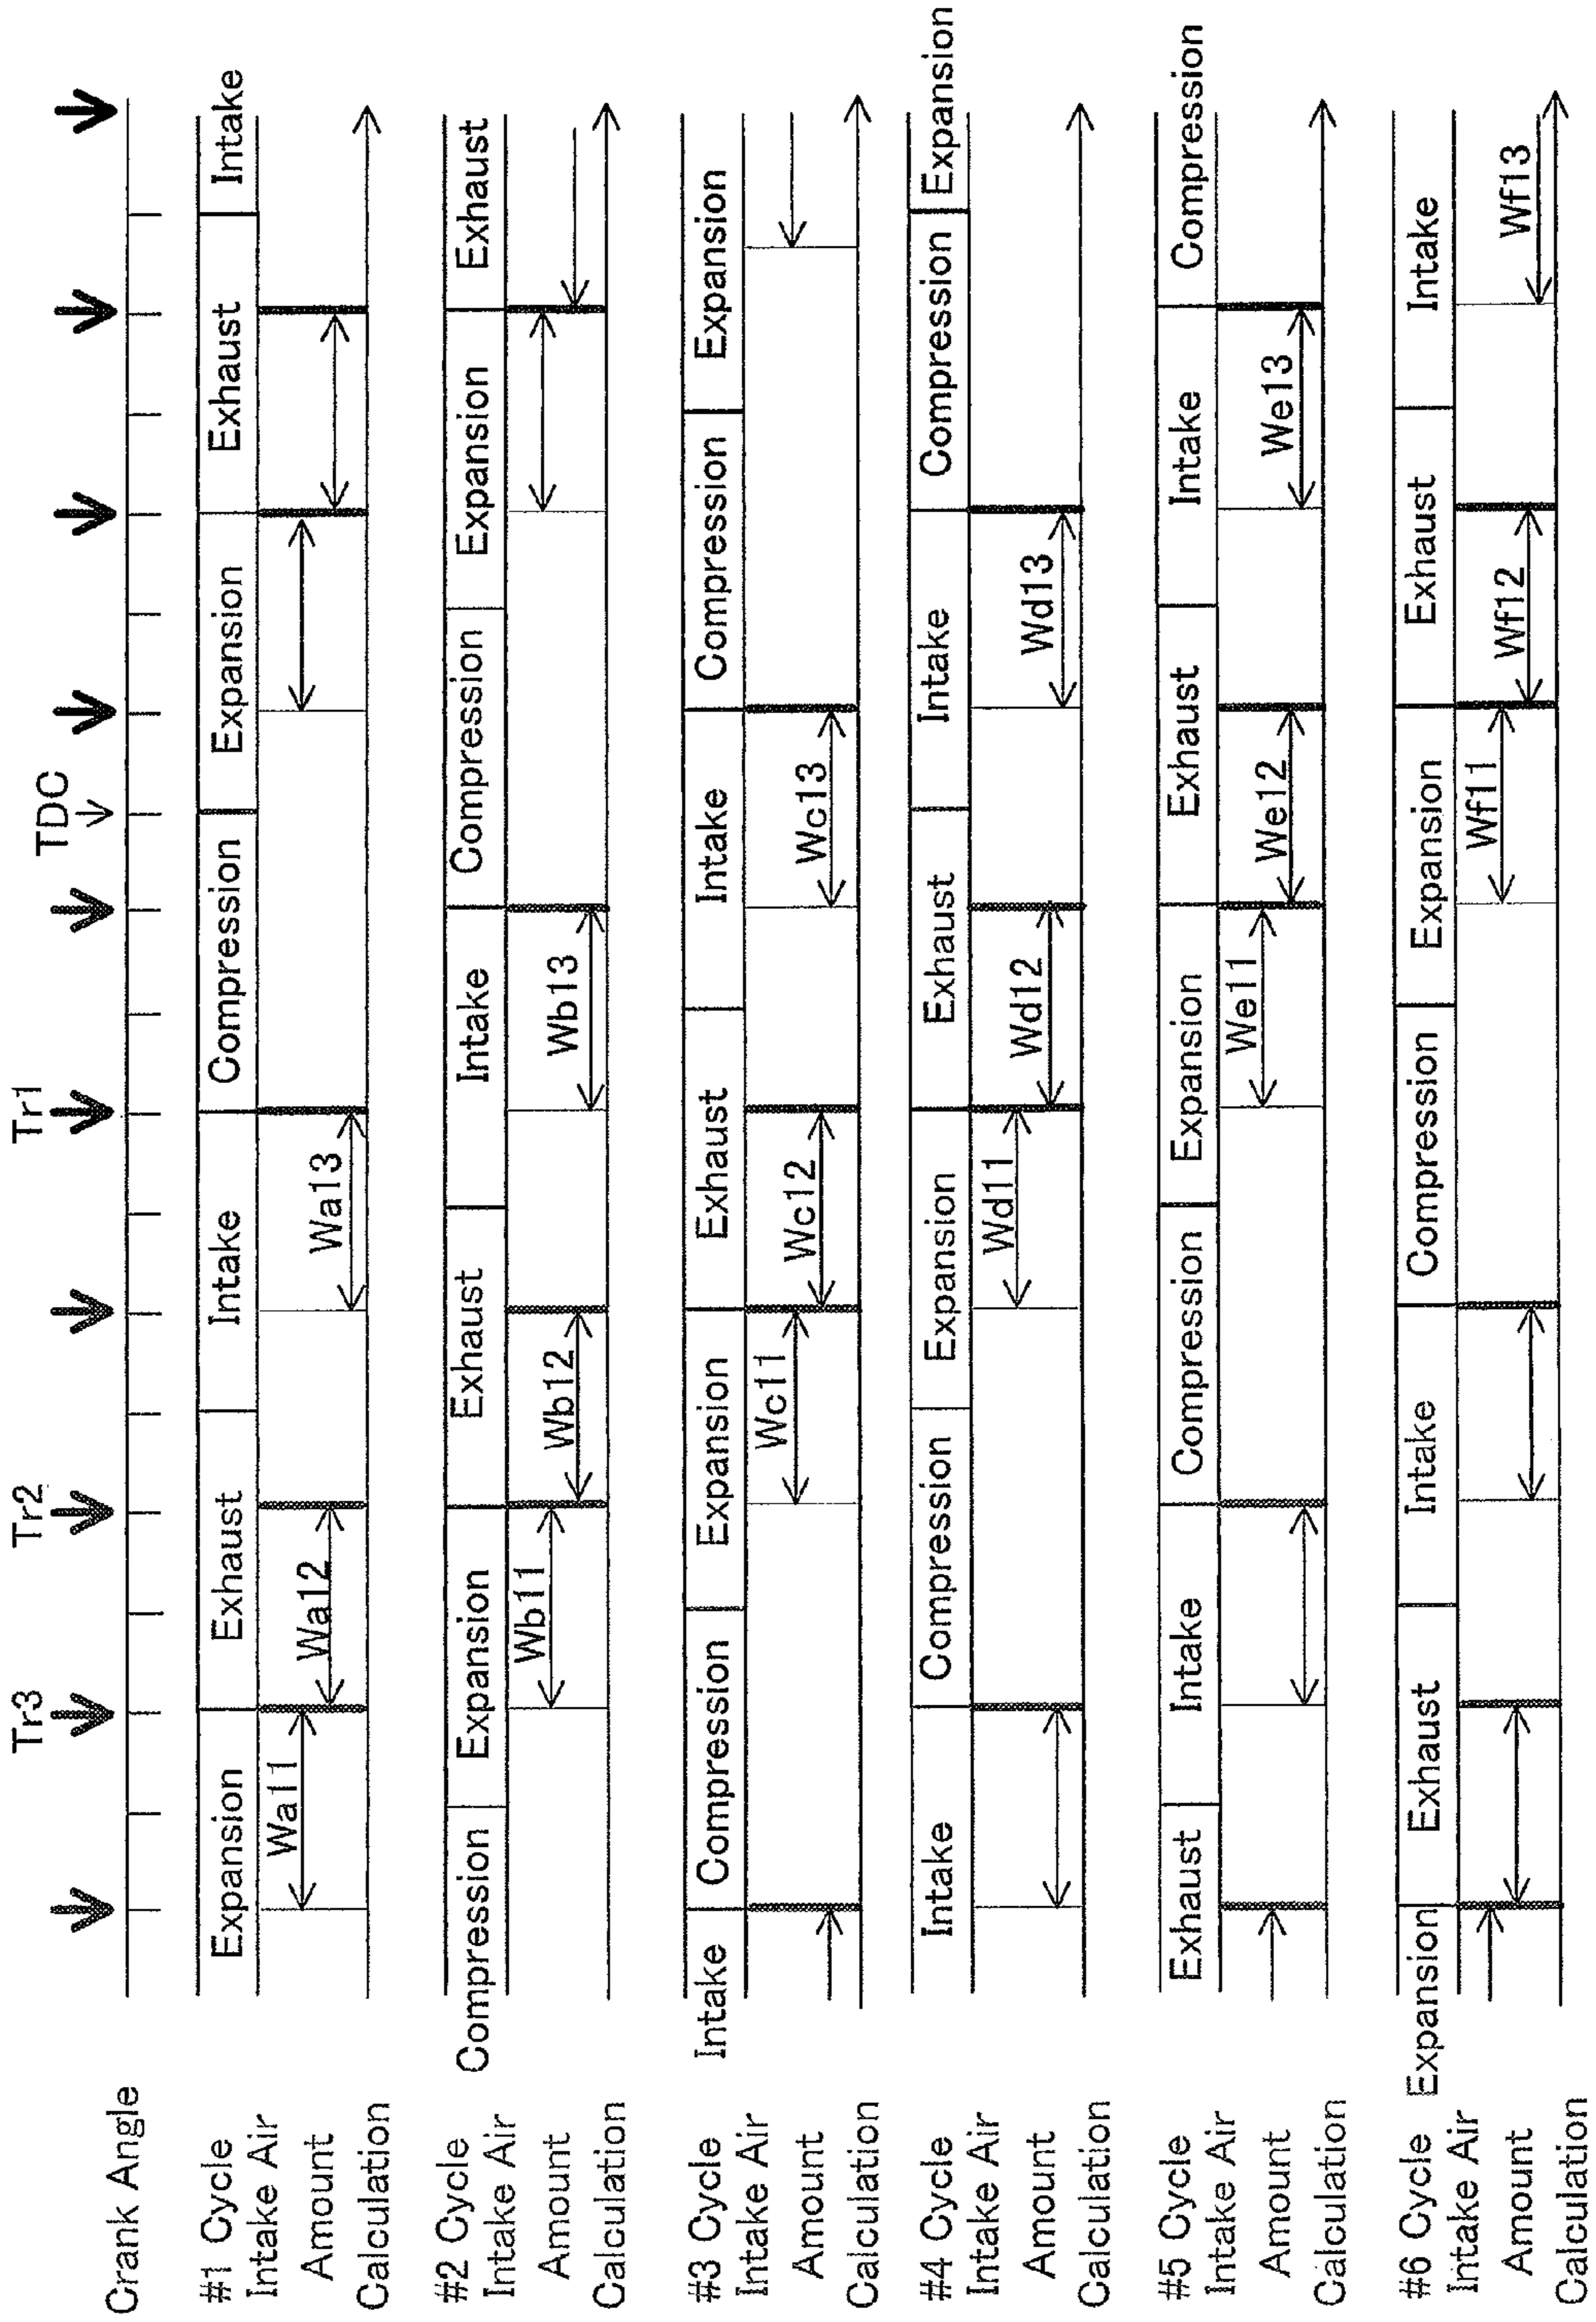 Tr3 Tr2 Tr1 TDC
Crank Angle
#1 Cycle Expansion Exhaust Intake Compression Expansion Exhaust Intake
Intake Air Wa11
Amount Wa12 Wa13
Calculation
#2 Cycle Compression Expansion Exhaust Intake Compression Expansion Exhaust
Intake Air Wb11
Amount Wb12 Wb13
Calculation
#3 Cycle Intake Compression Expansion Exhaust Intake Compression Expansion
Intake Air Wc11
Amount Wc12 Wc13
Calculation
#4 Cycle Intake Compression Expansion Exhaust Intake Compression Expansion
Intake Air Wd11
Amount Wd12 Wd13
Calculation
#5 Cycle Exhaust Intake Compression Expansion Exhaust Intake Compression
Intake Air We11
Amount We12 We13
Calculation
#6 Cycle Expansion Exhaust Intake Compression Expansion Exhaust Intake
Intake Air Wf11
Amount Wf12 Wf13
Calculation